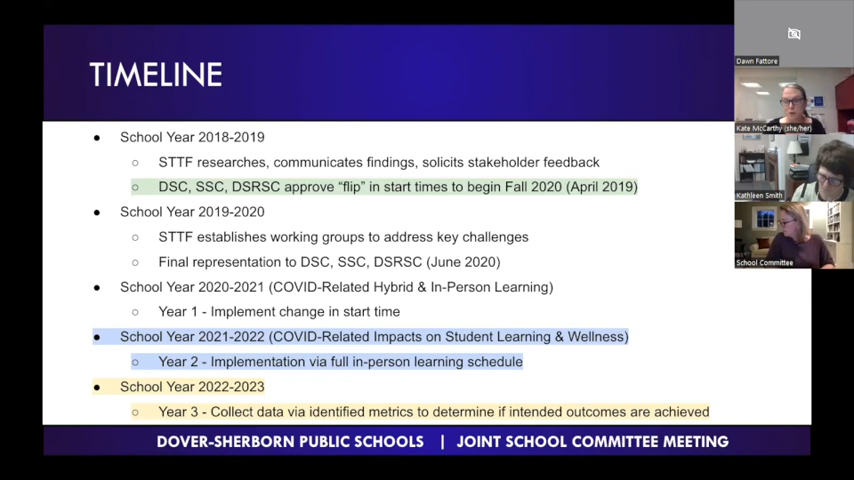 TIMELINE
● School Year 2018-2019
○ STTF researches, communicates findings, solicits stakeholder feedback
○ DSC, SSC, DSRSC approve “flip” in start times to begin Fall 2020 (April 2019)
● School Year 2019-2020
○ STTF establishes working groups to address key challenges
○ Final representation to DSC, SSC, DSRSC (June 2020)
● School Year 2020-2021 (COVID-Related Hybrid & In-Person Learning)
○ Year 1 - Implement change in start time
● School Year 2021-2022 (COVID-Related Impacts on Student Learning & Wellness)
○ Year 2 - Implementation via full in-person learning schedule
● School Year 2022-2023
○ Year 3 - Collect data via identified metrics to determine if intended outcomes are achieved
DOVER-SHERBORN PUBLIC SCHOOLS | JOINT SCHOOL COMMITTEE MEETING
Dawn Fattore
Kate McCarthy (she/her)
Kathleen Smith
School Committee